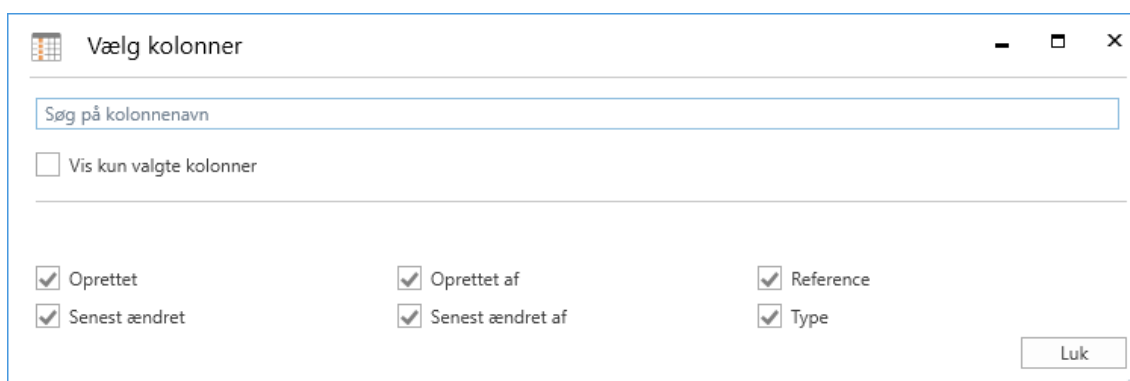 Vælg kolonner
Søg på kolonnenavn
Vis kun valgte kolonner
Oprettet Oprettet af Reference
Senest ændret Senest ændret af Type
Luk